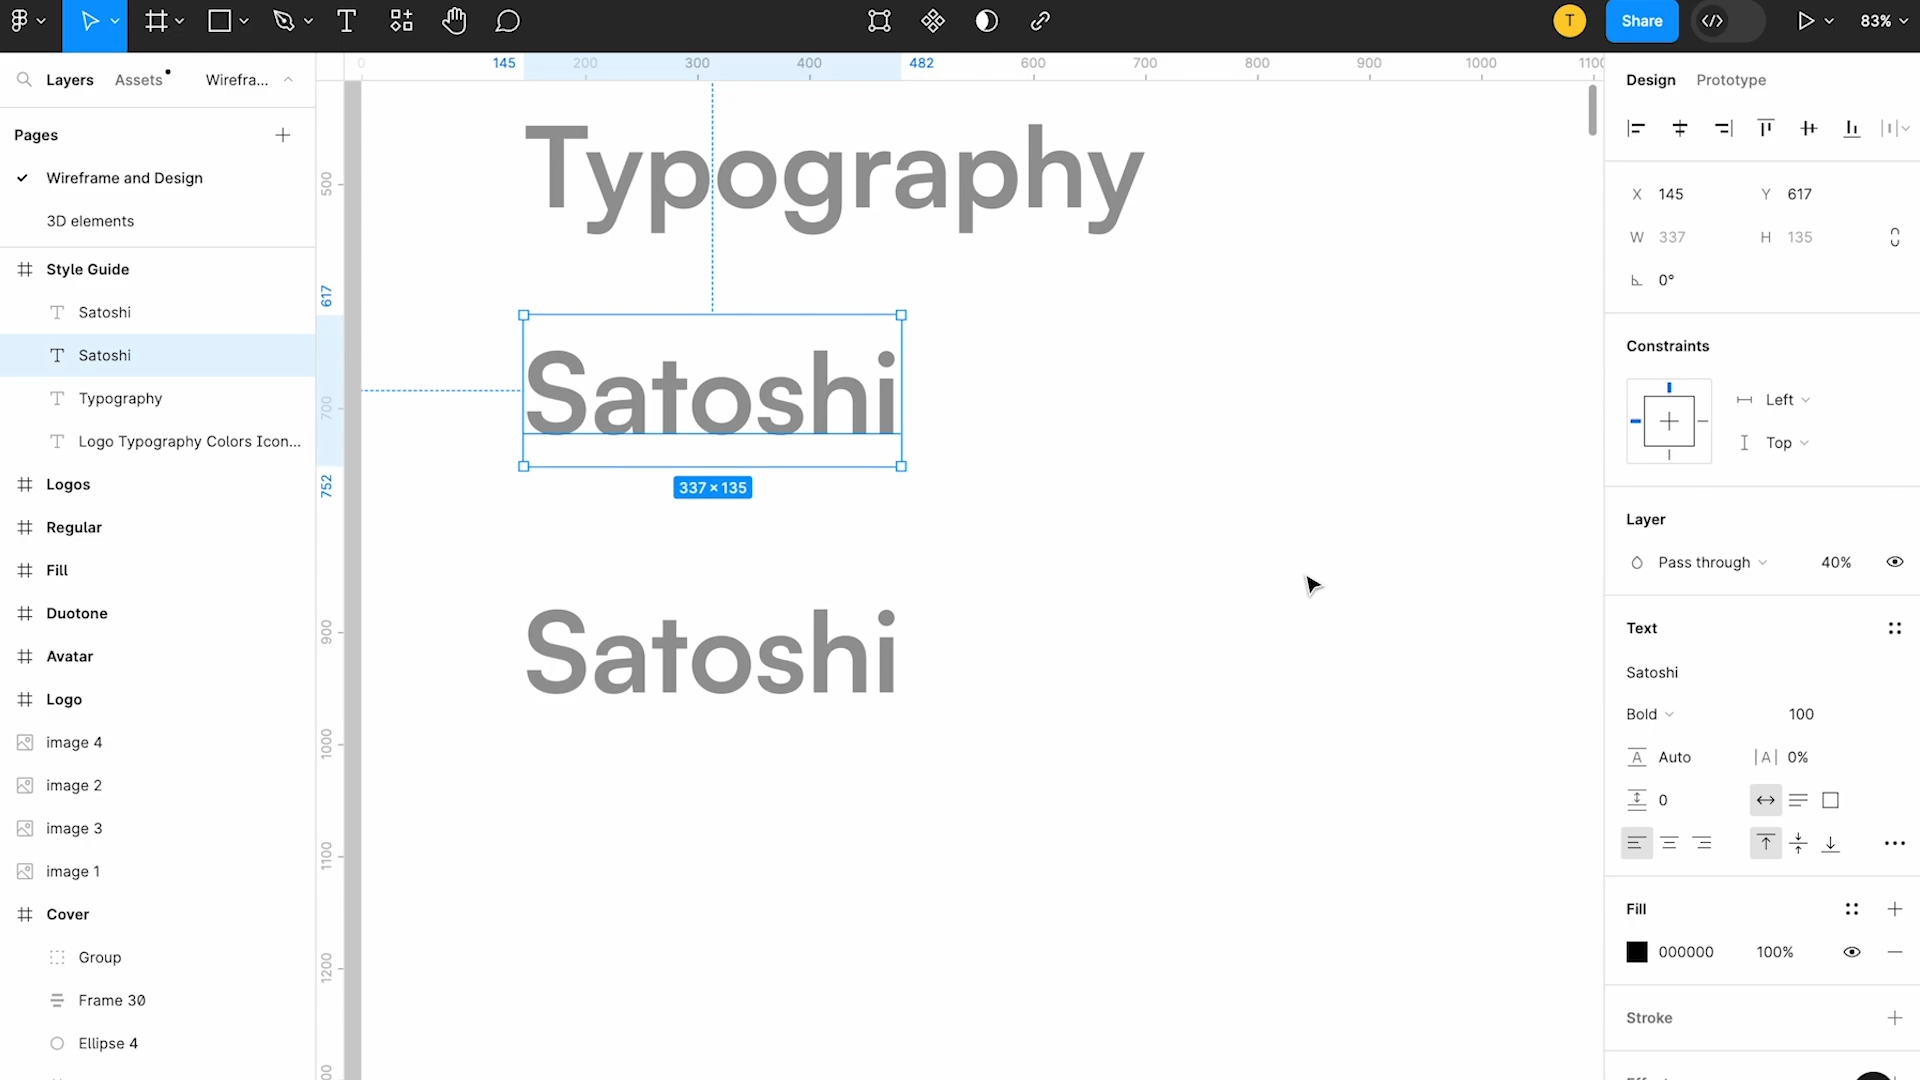 T
Share
83%
Layers
Assets
Wirefra...
0
145
200
300
400
482
600
700
800
900
1000
1100
Design
Prototype
Pages
Wireframe and Design
3D elements
Style Guide
Satoshi
Satoshi
Typography
Logo Typography Colors Icon...
Logos
Regular
Fill
Duotone
Avatar
Logo
image 4
image 2
image 3
image 1
Cover
Group
Frame 30
Ellipse 4
500
617
700
752
900
1000
1100
1200
Typography
Satoshi
337 × 135
Satoshi
X 145
Y 617
W 337
H 135
0°
Constraints
Left
Top
Layer
Pass through
40%
Text
Satoshi
Bold
100
A Auto
|A| 0%
0
Fill
000000
100%
Stroke